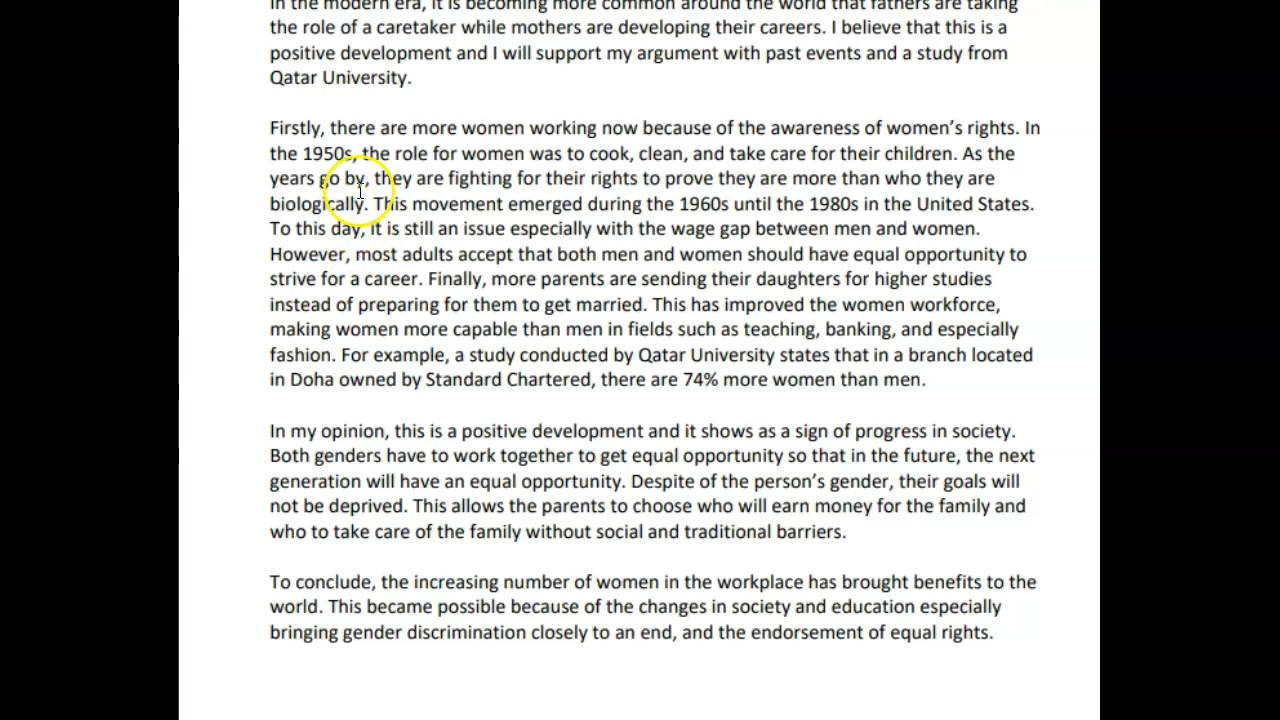 In the modern era, it is becoming more common around the world that fathers are taking
the role of a caretaker while mothers are developing their careers. I believe that this is a
positive development and I will support my argument with past events and a study from
Qatar University.
Firstly, there are more women working now because of the awareness of women's rights. In
the 1950s, the role for women was to cook, clean, and take care for their children. As the
years go by, they are fighting for their rights to prove they are more than who they are
biologically. This movement emerged during the 1960s until the 1980s in the United States.
To this day, it is still an issue especially with the wage gap between men and women.
However, most adults accept that both men and women should have equal opportunity to
strive for a career. Finally, more parents are sending their daughters for higher studies
instead of preparing for them to get married. This has improved the women workforce,
making women more capable than men in fields such as teaching, banking, and especially
fashion. For example, a study conducted by Qatar University states that in a branch located
in Doha owned by Standard Chartered, there are 74% more women than men.
In my opinion, this is a positive development and it shows as a sign of progress in society.
Both genders have to work together to get equal opportunity so that in the future, the next
generation will have an equal opportunity. Despite of the person's gender, their goals will
not be deprived. This allows the parents to choose who will earn money for the family and
who to take care of the family without social and traditional barriers.
To conclude, the increasing number of women in the workplace has brought benefits to the
world. This became possible because of the changes in society and education especially
bringing gender discrimination closely to an end, and the endorsement of equal rights.